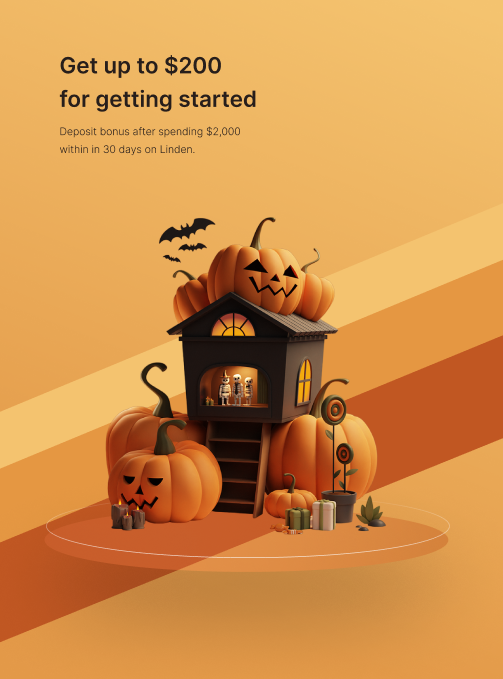 Get up to $200
for getting started
Deposit bonus after spending $2,000
within in 30 days on Linden.